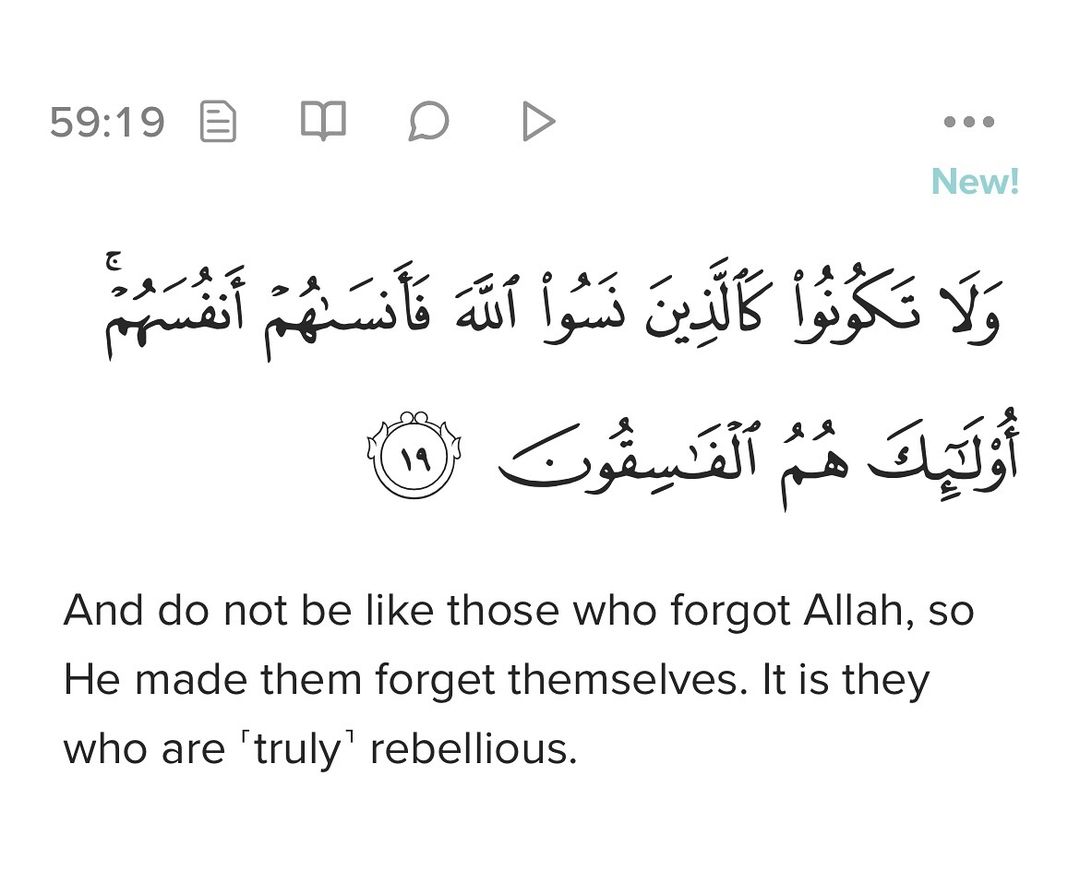 59:19
New!
وَلَا تَكُونُوا۟ كَٱلَّذِينَ نَسُوا۟ ٱللَّهَ فَأَنسَىٰهُمْ أَنفُسَهُمْ ۚ
أُو۟لَـٰٓئِكَ هُمُ ٱلْفَـٰسِقُونَ ١٩
And do not be like those who forgot Allah, so
He made them forget themselves. It is they
who are ˹truly˺ rebellious.